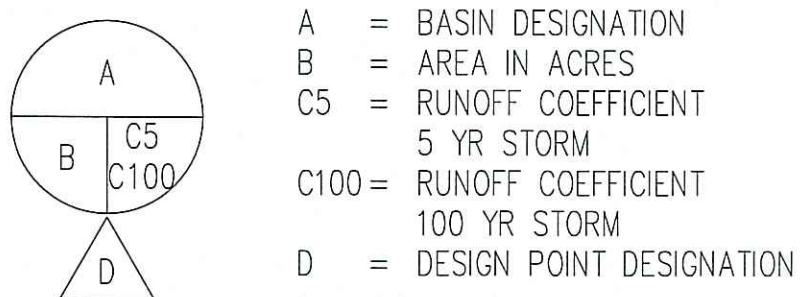 A
B
C5
C100
D
A = BASIN DESIGNATION
B = AREA IN ACRES
C5 = RUNOFF COEFFICIENT
5 YR STORM
C100 = RUNOFF COEFFICIENT
100 YR STORM
D = DESIGN POINT DESIGNATION